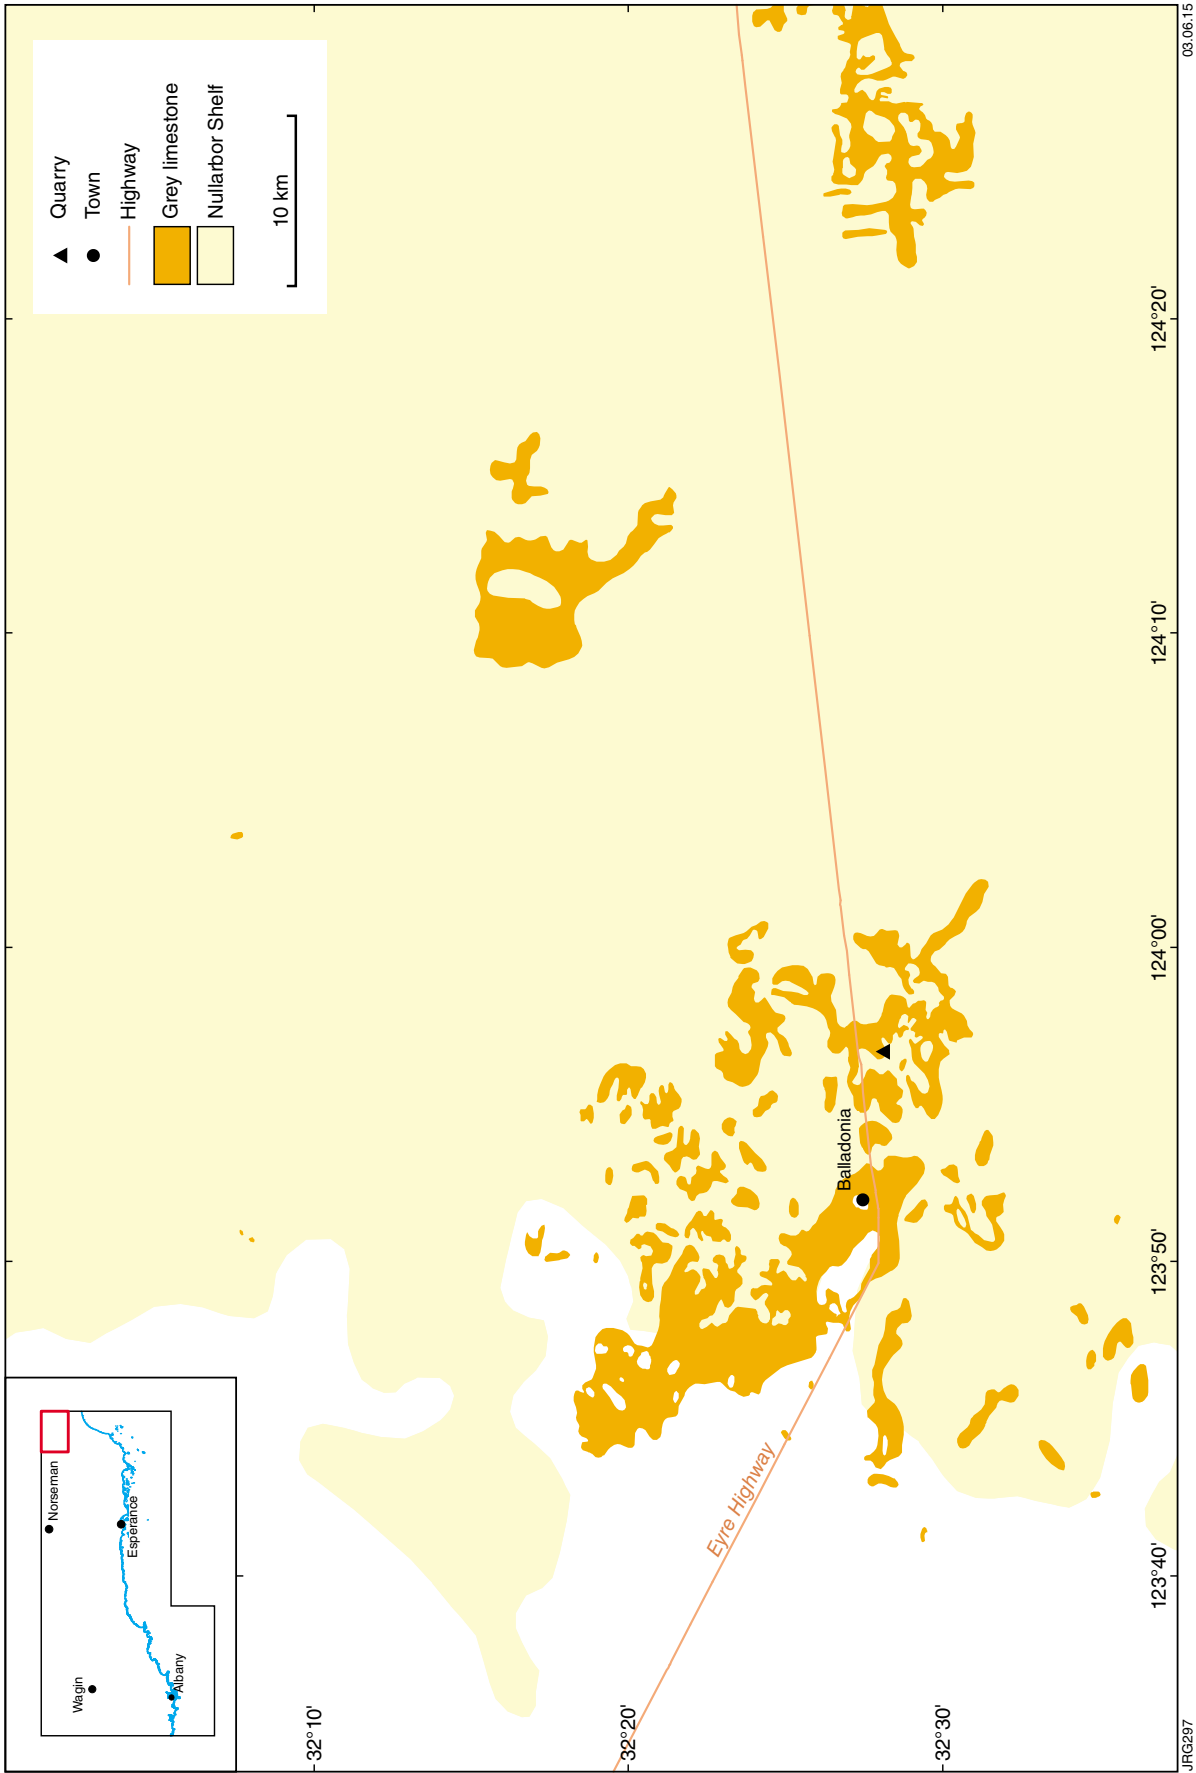 Wagin
Norseman
Esperance
Albany
Quarry
Town
Highway
Grey limestone
Nullarbor Shelf
10 km
32°10'
32°20'
32°30'
Eyre Highway
Balladonia
123°40'
123°50'
124°00'
124°10'
124°20'
JRG297
03.06.15